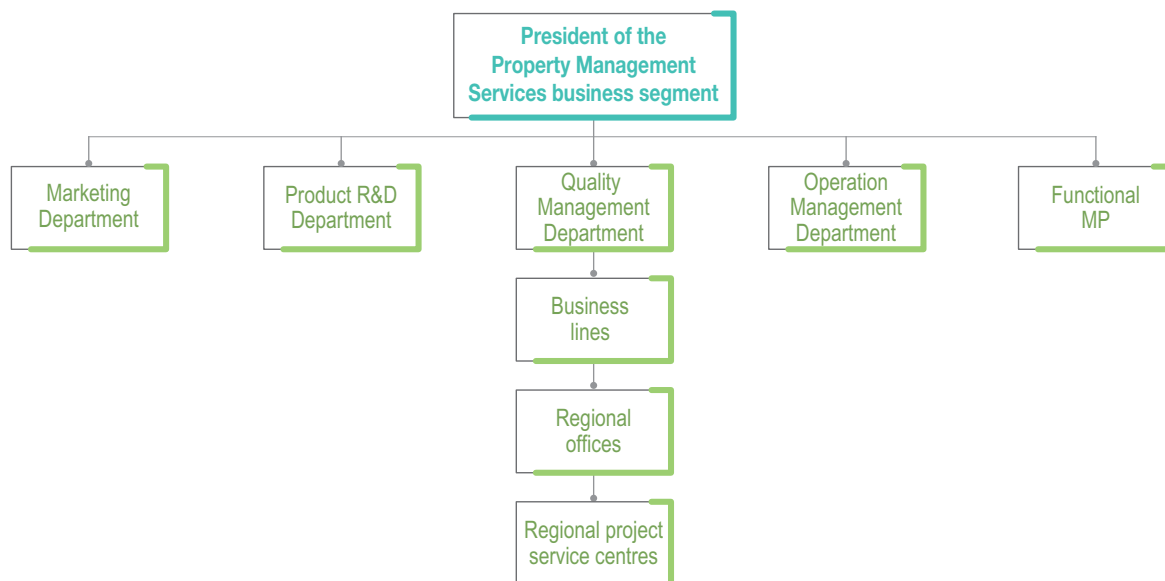 President of the
Property Management
Services business segment
Marketing
Department
Product R&D
Department
Quality
Management
Department
Operation
Management
Department
Functional
MP
Business
lines
Regional
offices
Regional project
service centres